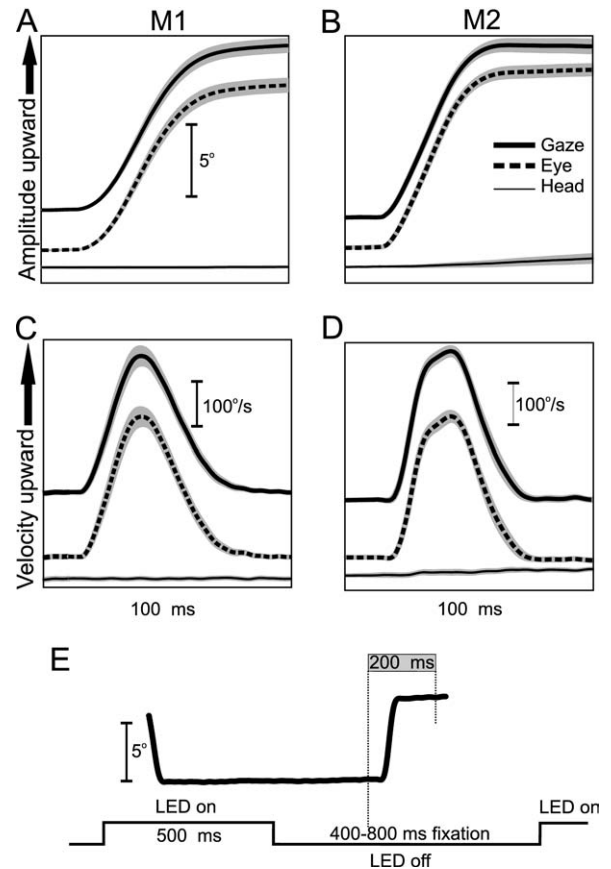 A M1
B M2
Amplitude upward
5°
Gaze
Eye
Head
C
D
Velocity upward
100°/s
100°/s
100 ms
100 ms
E
200 ms
5°
LED on
500 ms
400-800 ms fixation
LED off
LED on